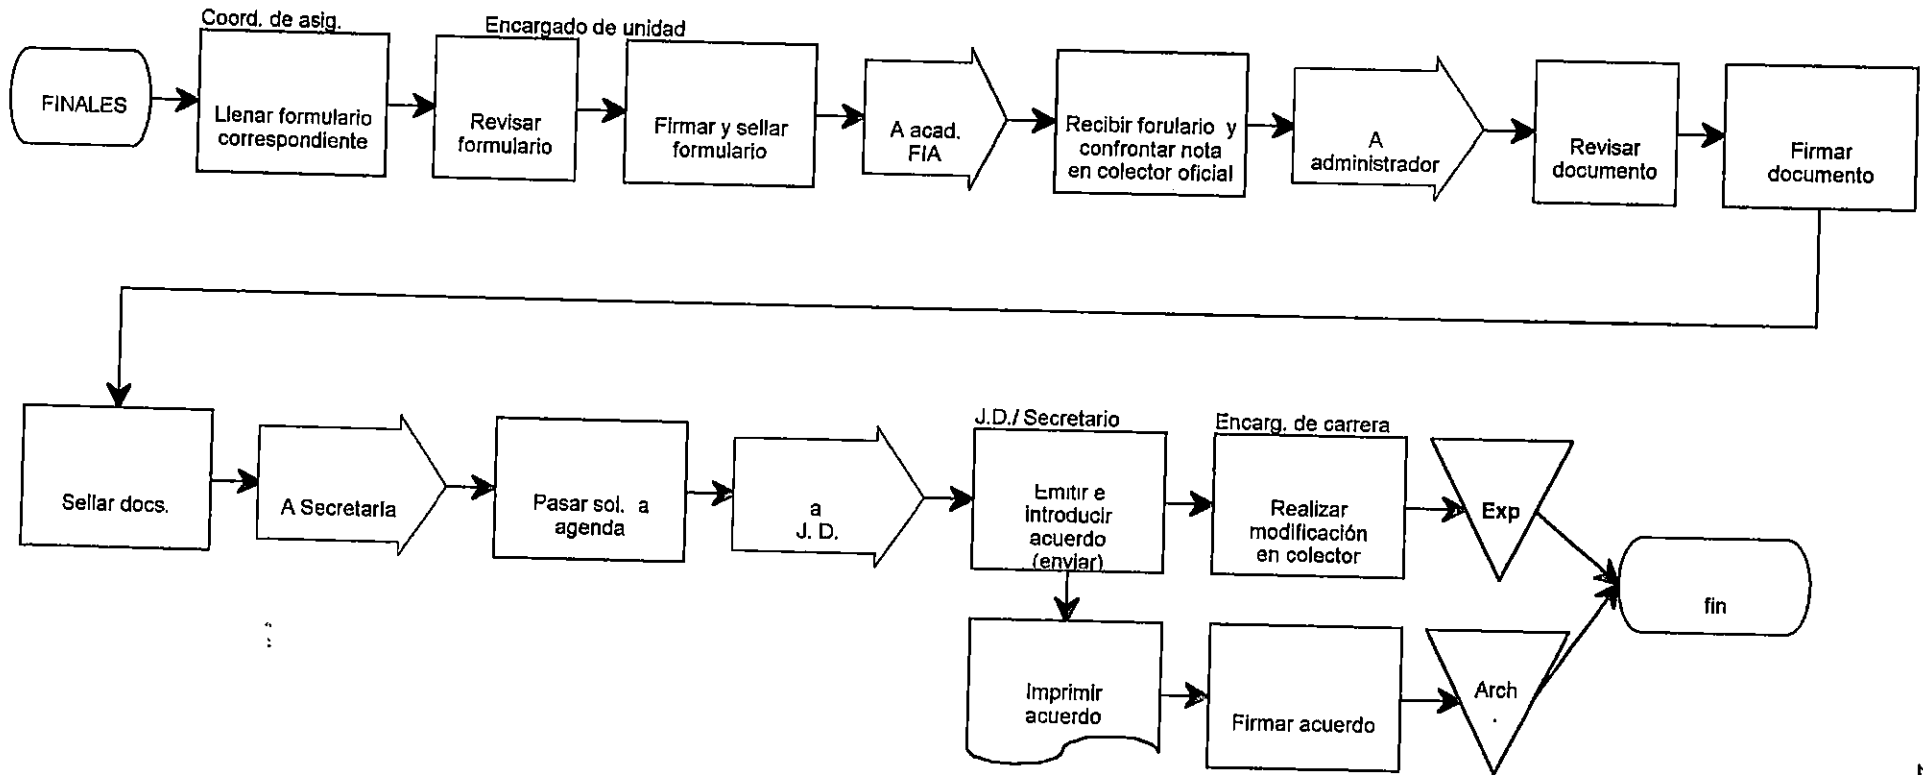 Coord. de asig.
Encargado de unidad
FINALES
Llenar formulario
correspondiente
Revisar
formulario
Firmar y sellar
formulario
A acad.
FIA
Recibir forulario y
confrontar nota
en colector oficial
A
administrador
Revisar
documento
Firmar
documento
J.D./ Secretario
Encarg. de carrera
Sellar docs.
A Secretaria
Pasar sol. a
agenda
a
J. D.
Emitir e
introducir
acuerdo
(enviar)
Realizar
modificación
en colector
Exp
fin
Imprimir
acuerdo
Firmar acuerdo
Arch
.